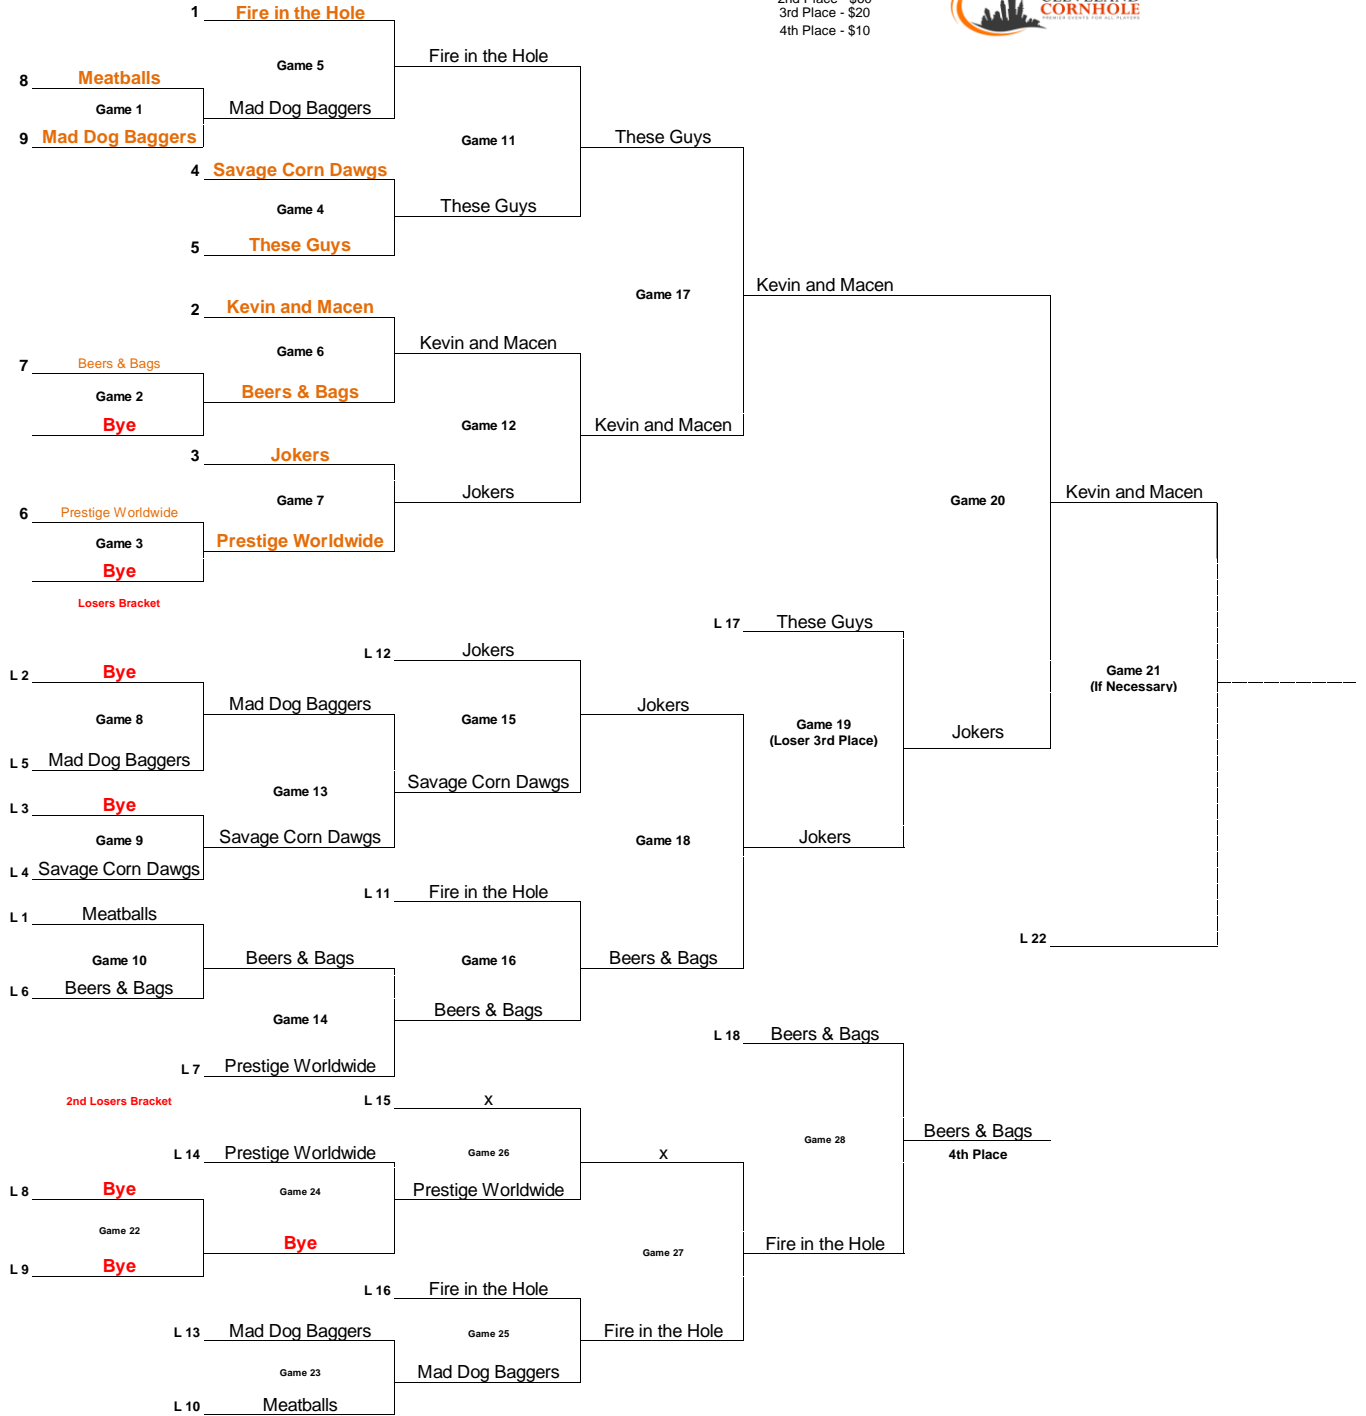 1 Fire in the Hole
2nd Place - $60
3rd Place - $20
4th Place - $10
CLEVELAND
CORNHOLE
PREMIER EVENTS FOR ALL PLAYERS
Game 5
Fire in the Hole
8 Meatballs
Game 1
Mad Dog Baggers
9 Mad Dog Baggers
Game 11
These Guys
4 Savage Corn Dawgs
Game 4
These Guys
5 These Guys
Game 17
Kevin and Macen
2 Kevin and Macen
Game 6
Kevin and Macen
7 Beers & Bags
Game 2
Beers & Bags
Bye
Game 12
Kevin and Macen
3 Jokers
Game 7
Jokers
6 Prestige Worldwide
Game 3
Prestige Worldwide
Bye
Game 20
Kevin and Macen
Losers Bracket
L 17 These Guys
L 12 Jokers
L 2 Bye
Game 8
Mad Dog Baggers
L 5 Mad Dog Baggers
Game 15
Jokers
Game 19
(Loser 3rd Place)
Jokers
Game 21
(If Necessary)
Game 13
Savage Corn Dawgs
L 3 Bye
Game 9
Savage Corn Dawgs
L 4 Savage Corn Dawgs
Game 18
Jokers
L 11 Fire in the Hole
L 1 Meatballs
Game 10
Beers & Bags
L 6 Beers & Bags
Game 16
Beers & Bags
L 22
Game 14
Beers & Bags
L 7 Prestige Worldwide
L 18 Beers & Bags
2nd Losers Bracket
L 15 x
Game 28
Beers & Bags
4th Place
L 14 Prestige Worldwide
Game 26
x
L 8 Bye
Game 24
Prestige Worldwide
Game 22
Bye
L 9 Bye
Game 27
Fire in the Hole
L 16 Fire in the Hole
L 13 Mad Dog Baggers
Game 25
Fire in the Hole
Game 23
Mad Dog Baggers
L 10 Meatballs